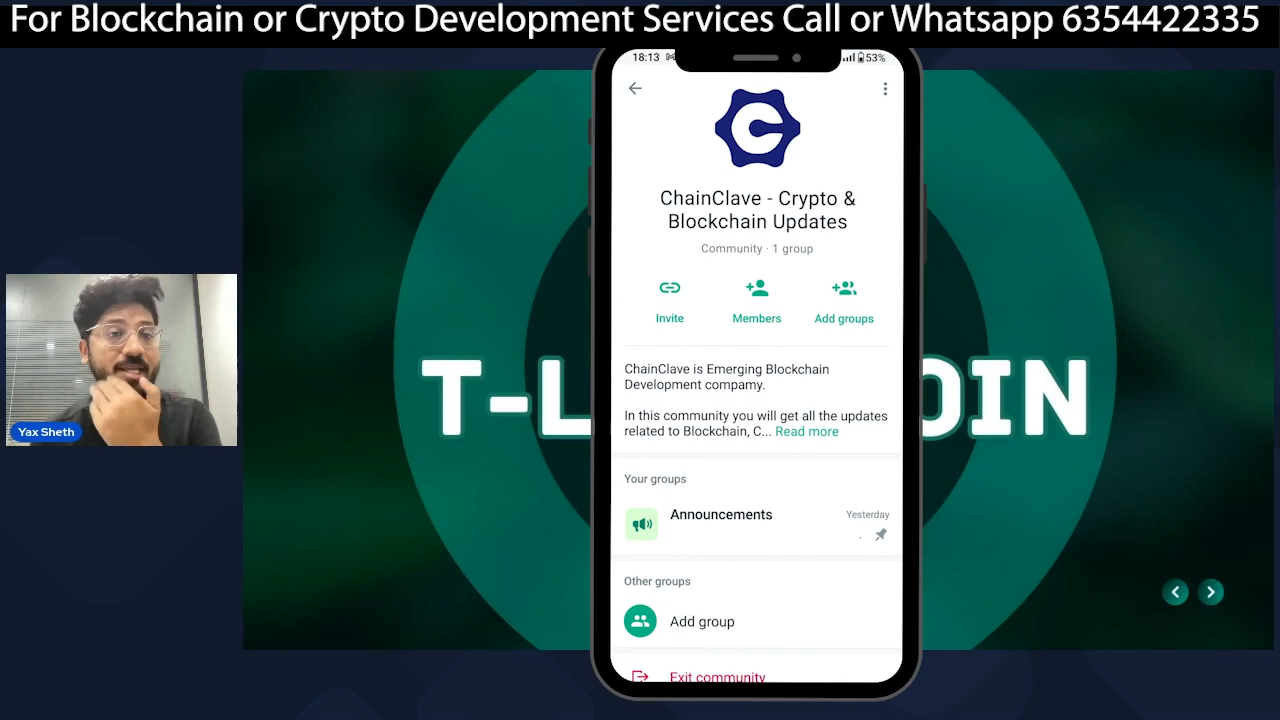 For Blockchain or Crypto Development Services Call or Whatsapp 6354422335
18:13
53%
ChainClave - Crypto &
Blockchain Updates
Community · 1 group
Invite
Members
Add groups
ChainClave is Emerging Blockchain
Development company.
In this community you will get all the updates
related to Blockchain, C... Read more
T-L
OIN
Yax Sheth
Your groups
Announcements
Yesterday
.
Other groups
Add group
Exit community